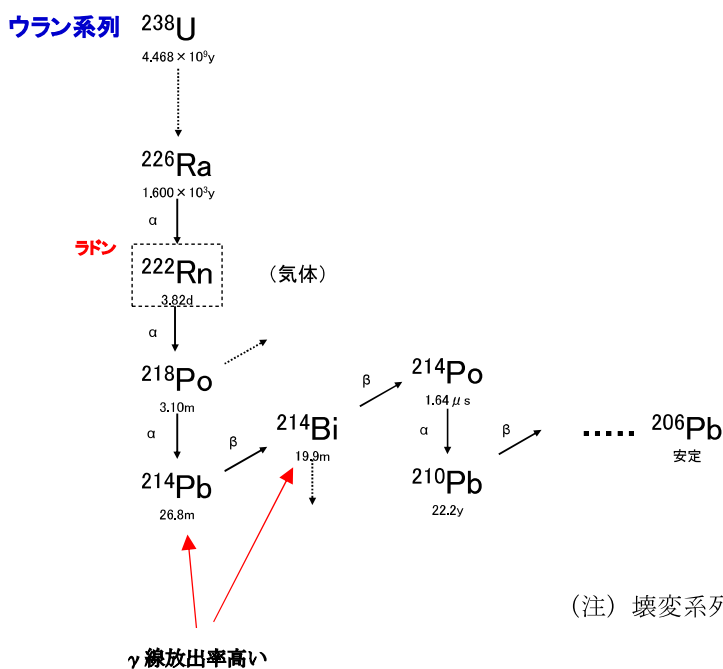 ウラン系列
²³⁸U
4.468×10⁹y
²²⁶Ra
1.600×10³y
α
ラドン
²²²Rn
3.82d
（気体）
α
²¹⁸Po
3.10m
α
²¹⁴Pb
26.8m
β
²¹⁴Bi
19.9m
β
²¹⁴Po
1.64μs
α
²¹⁰Pb
22.2y
β
･････
²⁰⁶Pb
安定
γ線放出率高い
（注）壊変系列